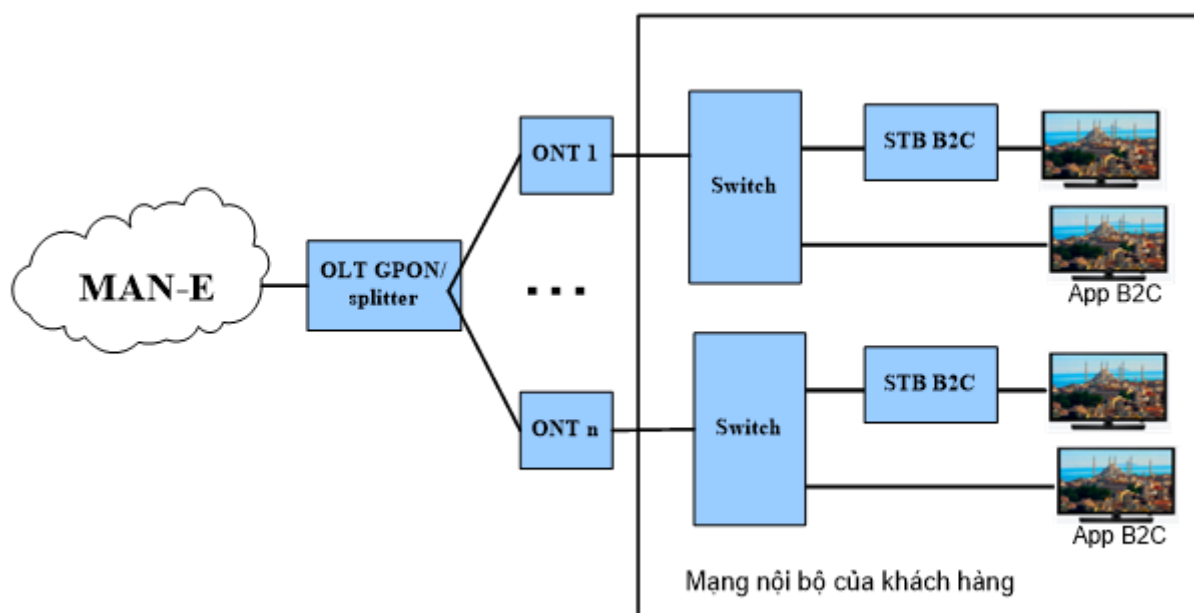 MAN-E
OLT GPON/
splitter
ONT 1
...
ONT n
Switch
STB B2C
App B2C
Switch
STB B2C
App B2C
Mạng nội bộ của khách hàng